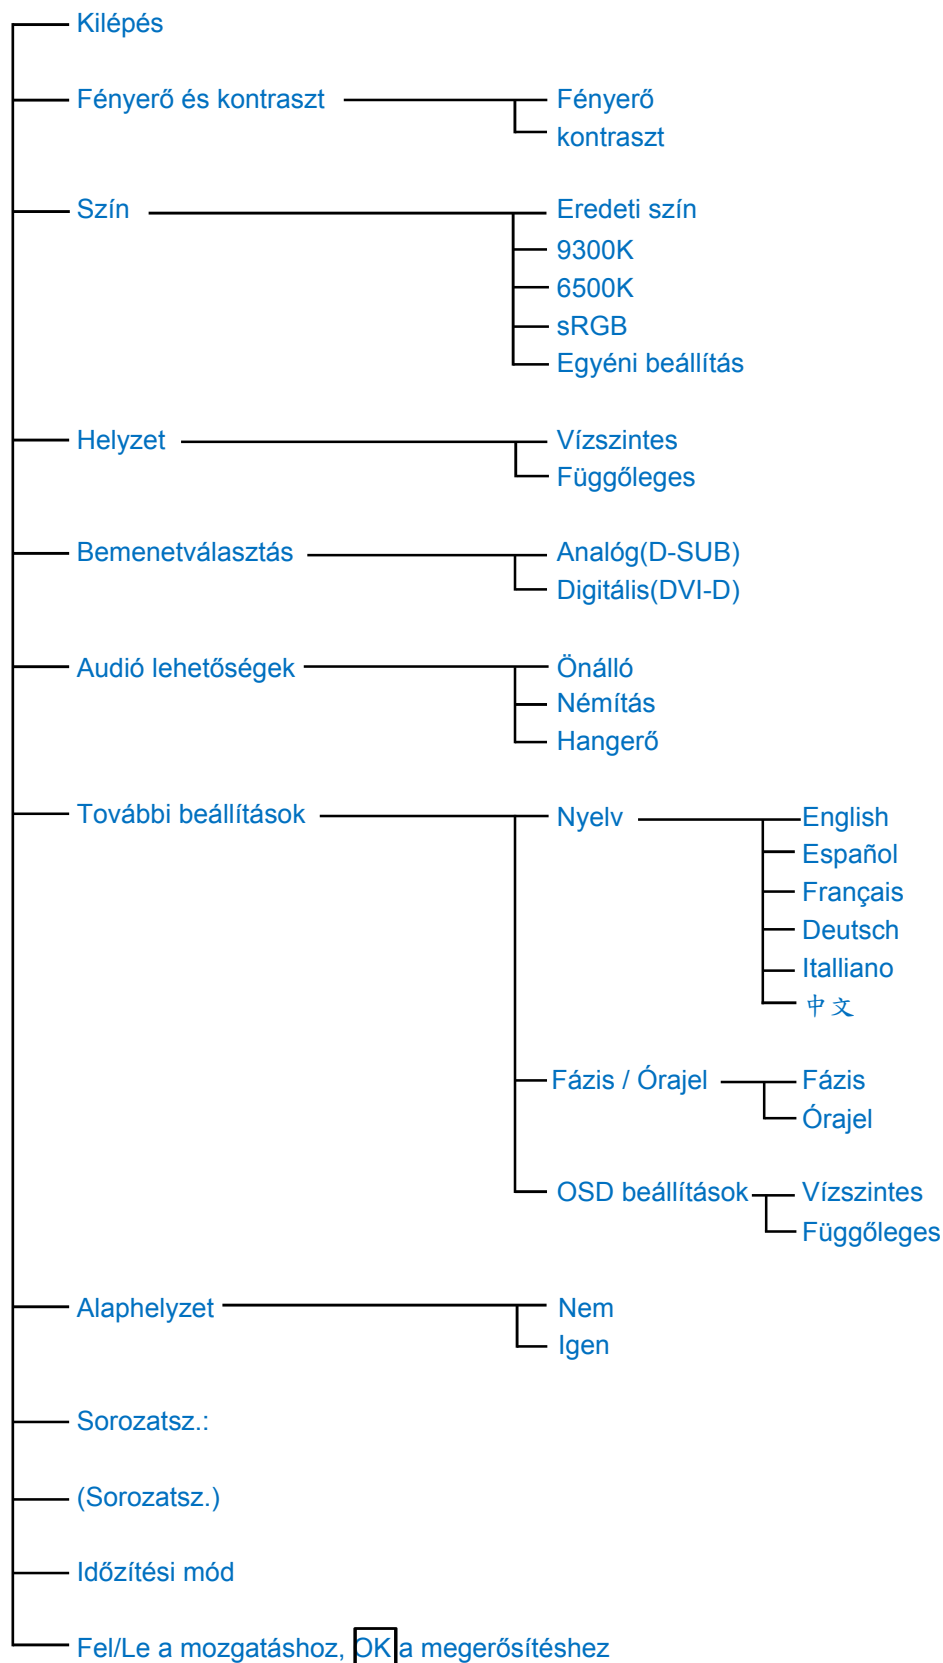 Kilépés
Fényerő és kontraszt
Fényerő
kontraszt
Szín
Eredeti szín
9300K
6500K
sRGB
Egyéni beállítás
Helyzet
Vízszintes
Függőleges
Bemenetválasztás
Analóg(D-SUB)
Digitális(DVI-D)
Audió lehetőségek
Önálló
Némítás
Hangerő
További beállítások
Nyelv
English
Español
Français
Deutsch
Italliano
中文
Fázis / Órajel
Fázis
Órajel
OSD beállítások
Vízszintes
Függőleges
Alaphelyzet
Nem
Igen
Sorozatsz.:
(Sorozatsz.)
Időzítési mód
Fel/Le a mozgatáshoz, OK a megerősítéshez